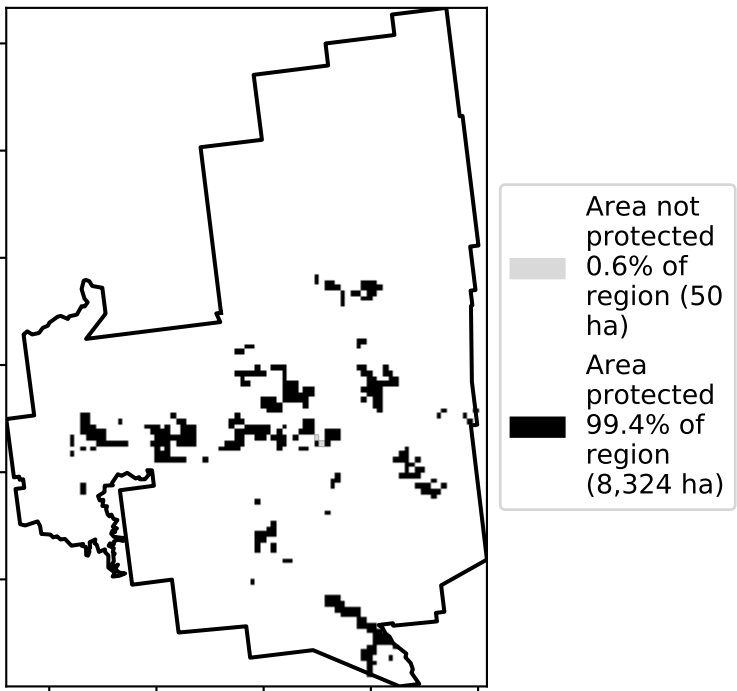 Area not
protected
0.6% of
region (50
ha)
Area
protected
99.4% of
region
(8,324 ha)